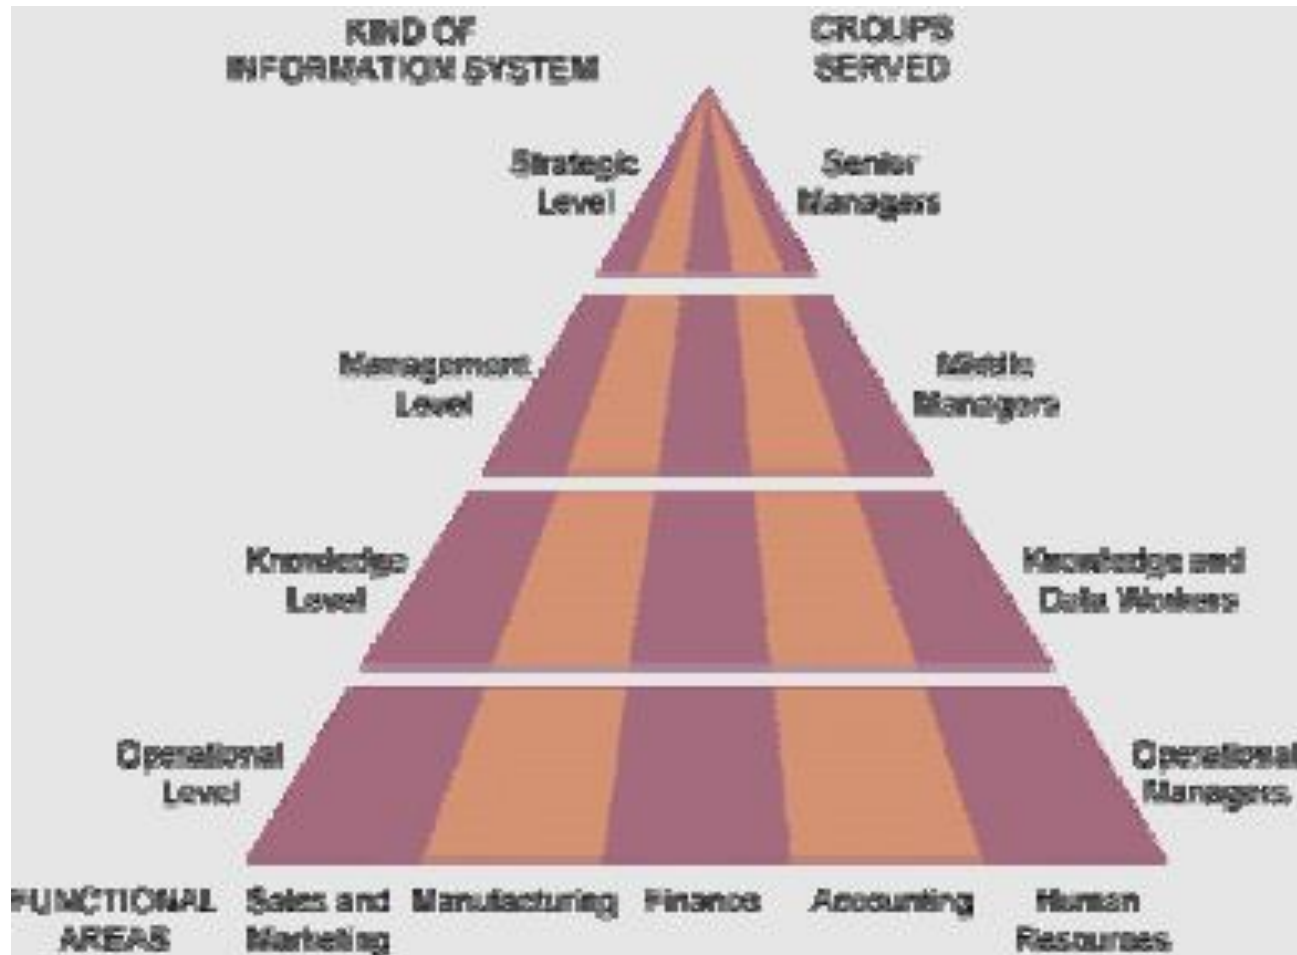 KIND OF
INFORMATION SYSTEM
GROUPS
SERVED
Strategic
Level
Senior
Managers
Management
Level
Middle
Managers
Knowledge
Level
Knowledge and
Data Workers
Operational
Level
Operational
Managers
FUNCTIONAL
AREAS
Sales and
Marketing
Manufacturing
Finance
Accounting
Human
Resources